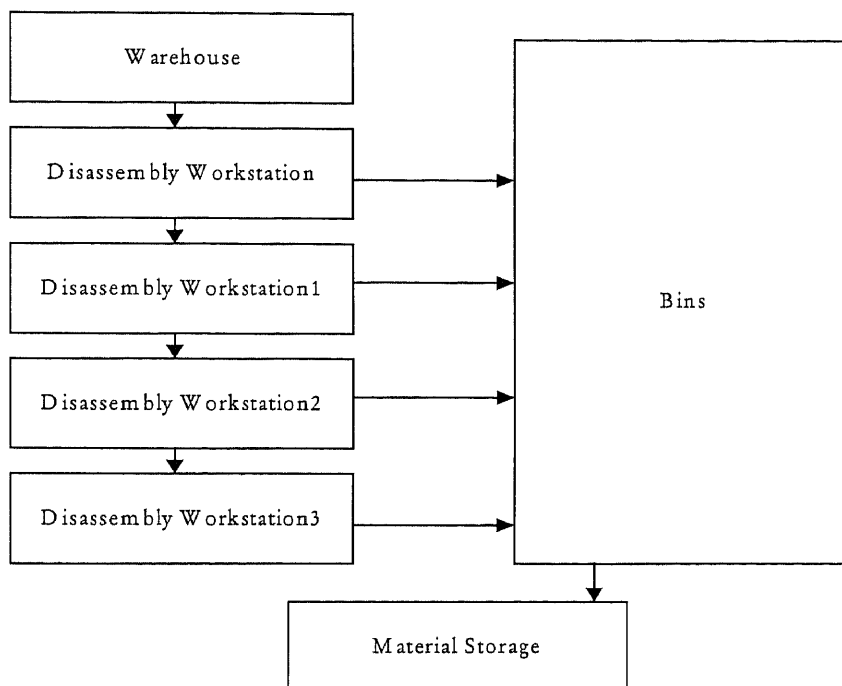 Warehouse
Disassembly Workstation
Disassembly Workstation1
Disassembly Workstation2
Disassembly Workstation3
Bins
Material Storage